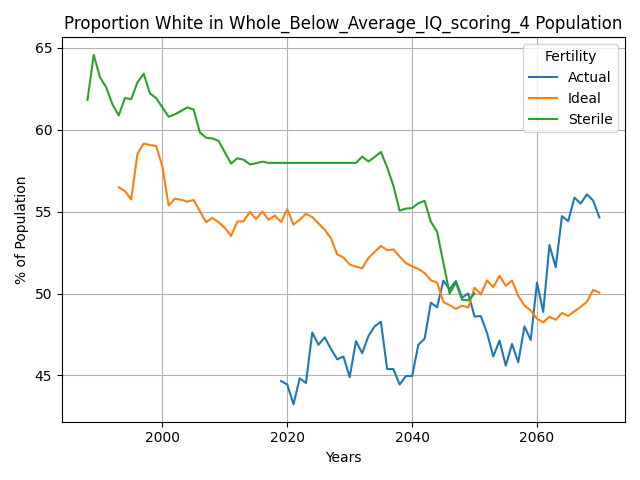 Proportion White in Whole_Below_Average_IQ_scoring_4 Population
Fertility
Actual
Ideal
Sterile
65
60
55
50
45
% of Population
2000
2020
2040
2060
Years